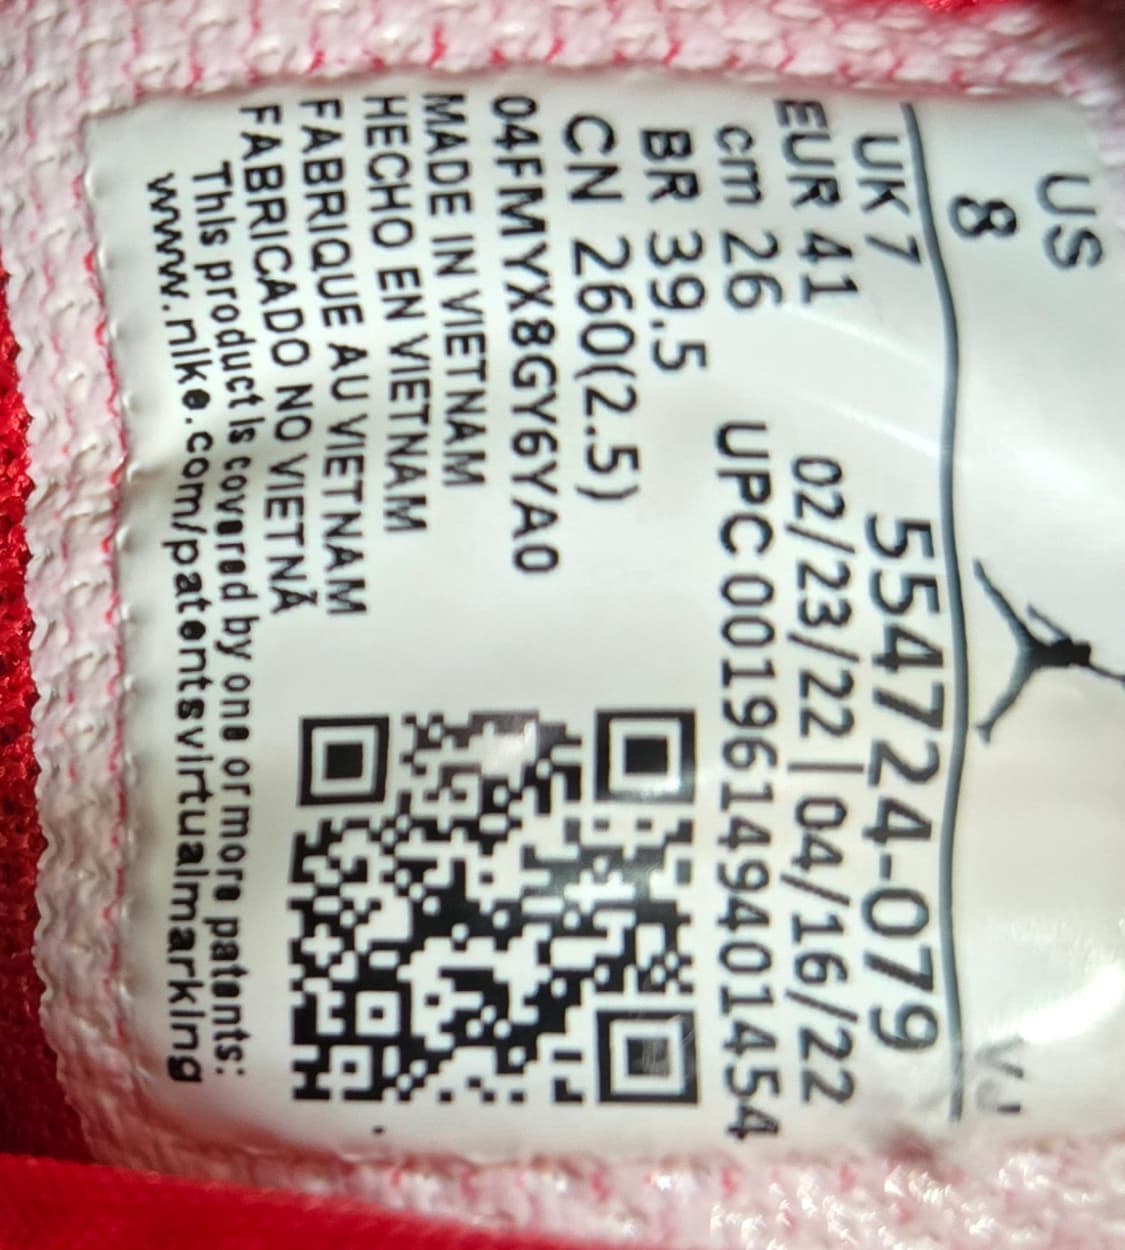 US
8
UK 7
EUR 41
cm 26
BR 39.5
CN 260(2.5)
554724-079
02/23/22 | 04/16/22
UPC 00196149401454
04FMYX8GY6YA0
MADE IN VIETNAM
HECHO EN VIETNAM
FABRIQUE AU VIETNAM
FABRICADO NO VIETNÃ
This product is covered by one or more patents:
www.nike.com/patentsvirtualmarking